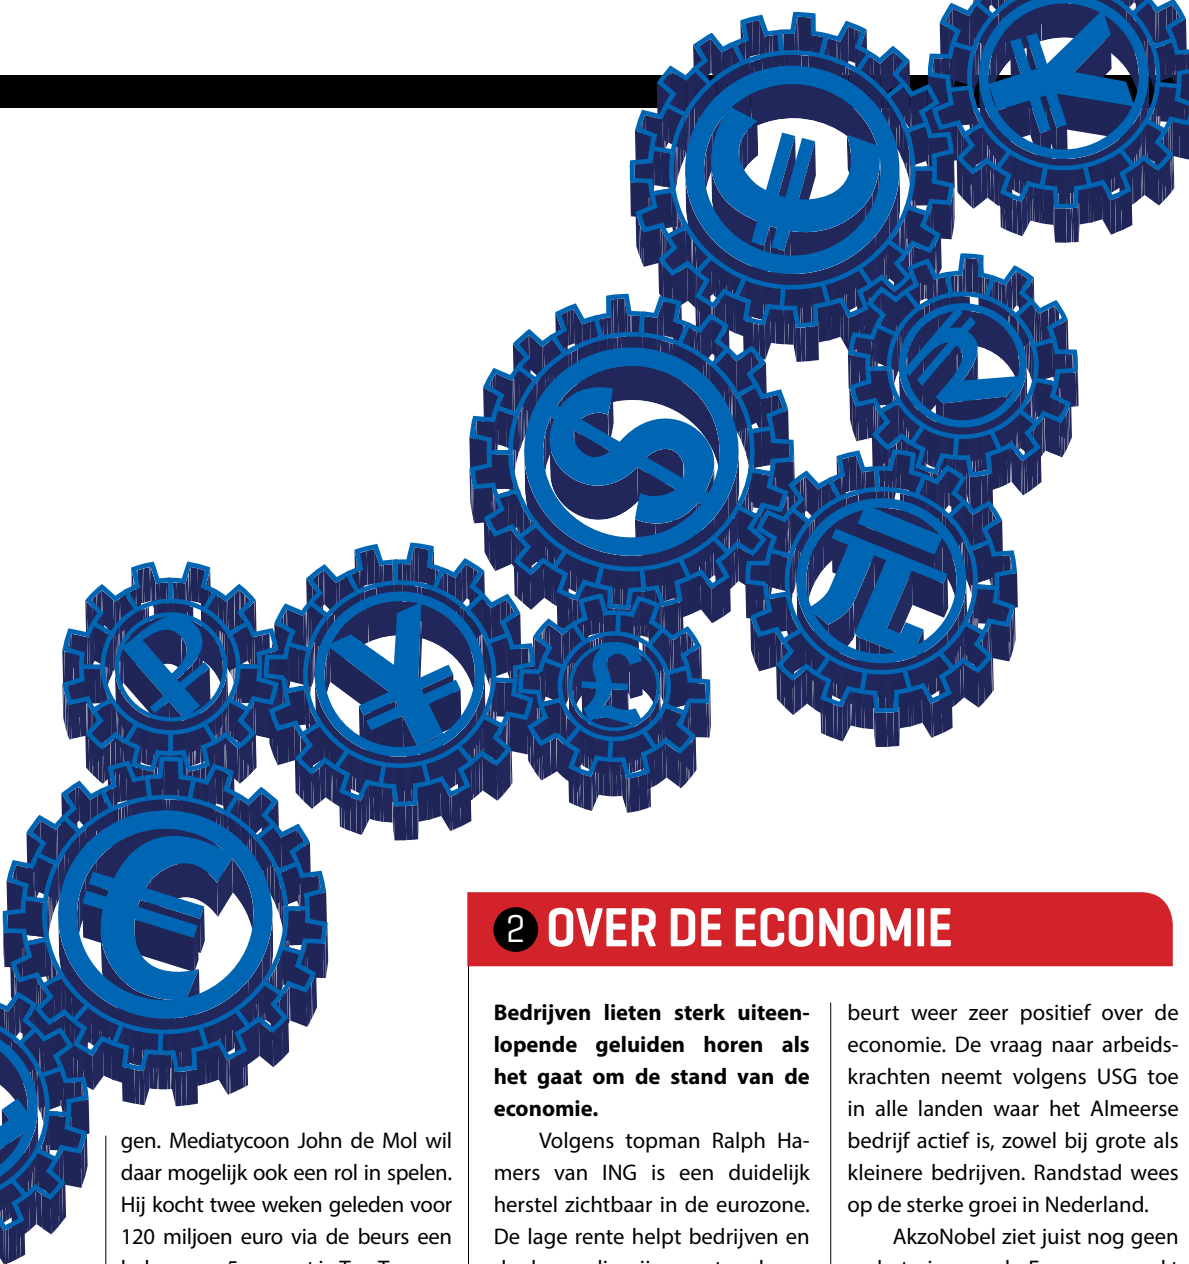 gen. Mediatycoon John de Mol wil
daar mogelijk ook een rol in spelen.
Hij kocht twee weken geleden voor
120 miljoen euro via de beurs een
2 OVER DE ECONOMIE
Bedrijven lieten sterk uiteen-
lopende geluiden horen als
het gaat om de stand van de
economie.
Volgens topman Ralph Ha-
mers van ING is een duidelijk
herstel zichtbaar in de eurozone.
De lage rente helpt bedrijven en
beurt weer zeer positief over de
economie. De vraag naar arbeids-
krachten neemt volgens USG toe
in alle landen waar het Almeerse
bedrijf actief is, zowel bij grote als
kleinere bedrijven. Randstad wees
op de sterke groei in Nederland.
AkzoNobel ziet juist nog geen